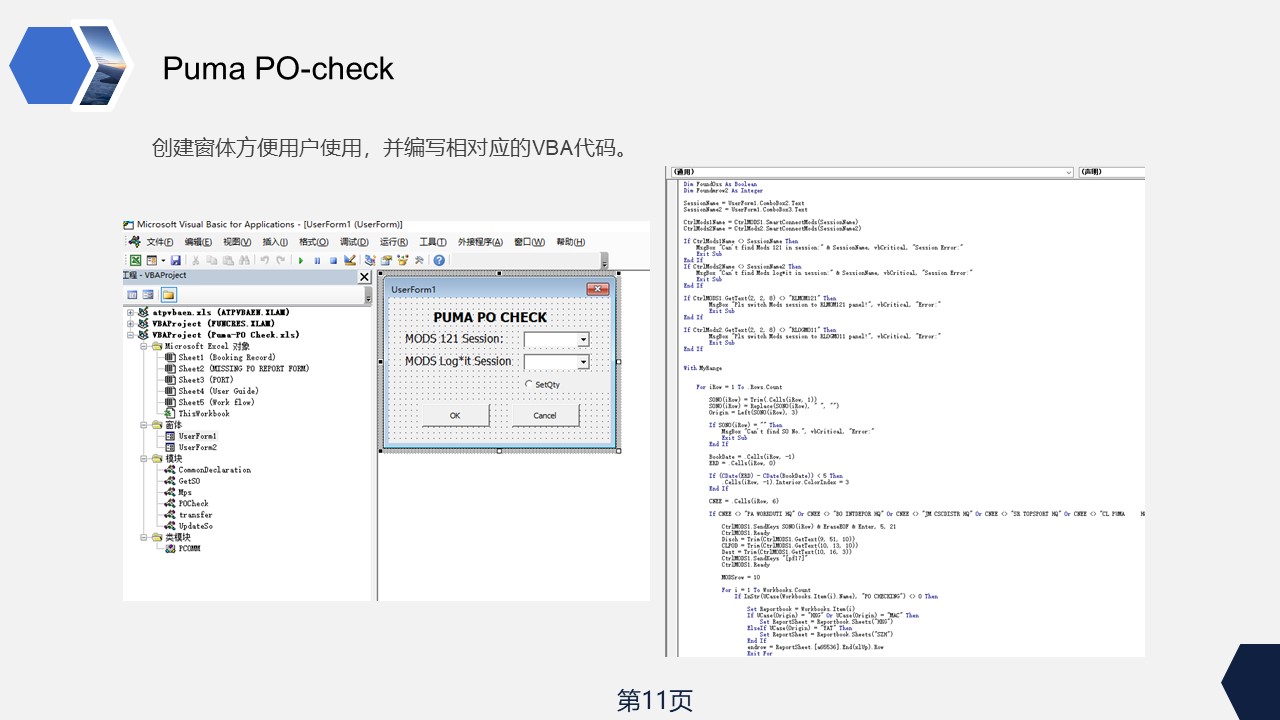 Puma PO-check
创建窗体方便用户使用，并编写相对应的VBA代码。
Microsoft Visual Basic for Applications - [UserForm1 (UserForm)]
文件(F) 编辑(E) 视图(V) 插入(I) 格式(O) 调试(D) 运行(R) 工具(T) 外接程序(A) 窗口(W) 帮助(H)
工程 - VBAProject
atpvbaen.xls (ATPVBAEN.XLAM)
VBAProject (FUNCRES.XLAM)
VBAProject (Puma-PO Check.xls)
Microsoft Excel 对象
Sheet1 (Booking Record)
Sheet2 (MISSING PO REPORT FORM)
Sheet3 (PORT)
Sheet4 (User Guide)
Sheet5 (Work flow)
ThisWorkbook
窗体
UserForm1
UserForm2
模块
CommonDeclaration
GetSO
Mps
POCheck
transfer
UpdateSo
类模块
PCOMM
UserForm1
PUMA PO CHECK
MODS 121 Session:
MODS Log*it Session
SetQty
OK Cancel
(通用) (声明)
Dim FoundOss As Boolean
Dim Foundmrow2 As Integer
SessionName = UserForm1.ComboBox2.Text
SessionName2 = UserForm1.ComboBox3.Text
CtrlMods1Name = CtrlMODS1.SmartConnectMods(SessionName)
CtrlMods2Name = CtrlMods2.SmartConnectMods(SessionName2)
If CtrlMods1Name <> SessionName Then
MsgBox "Can't find Mods 121 in session:" & SessionName, vbCritical, "Session Error:"
Exit Sub
End If
If CtrlMods2Name <> SessionName2 Then
MsgBox "Can't find Mods log*it in session:" & SessionName, vbCritical, "Session Error:"
Exit Sub
End If
If CtrlMODS1.GetText(2, 2, 8) <> "RLMOM121" Then
MsgBox "Pls switch Mods session to RLMOM121 panel!", vbCritical, "Error:"
Exit Sub
End If
If CtrlMods2.GetText(2, 2, 8) <> "RLOGMO11" Then
MsgBox "Pls switch Mods session to RLOGMO11 panel!", vbCritical, "Error:"
Exit Sub
End If
With MyRange
For iRow = 1 To .Rows.Count
SONO(iRow) = Trim(.Cells(iRow, 1))
SONO(iRow) = Replace(SONO(iRow), " ", "")
Origin = Left(SONO(iRow), 3)
If SONO(iRow) = "" Then
MsgBox "Can't find SO No.", vbCritical, "Error:"
Exit Sub
End If
BookDate = .Cells(iRow, -1)
ERD = .Cells(iRow, 0)
If (CDate(ERD) - CDate(BookDate)) < 5 Then
.Cells(iRow, -1).Interior.ColorIndex = 3
End If
CNEE = .Cells(iRow, 6)
If CNEE <> "PA WORKOUTI HQ" Or CNEE <> "BO INTDEPOR HQ" Or CNEE <> "JM CSCDISTR HQ" Or CNEE <> "SR TOPSPORT HQ" Or CNEE <> "CL PUMA
CtrlMODS1.SendKeys SONO(iRow) & EraseEOF & Enter, 5, 21
CtrlMODS1.Ready
Disch = Trim(CtrlMODS1.GetText(9, 51, 10))
CLPOD = Trim(CtrlMODS1.GetText(10, 13, 10))
Dest = Trim(CtrlMODS1.GetText(10, 16, 3))
CtrlMODS1.SendKeys "[pf17]"
CtrlMODS1.Ready
MODSrow = 10
For i = 1 To Workbooks.Count
If InStr(UCase(Workbooks.Item(i).Name), "PO CHECKING") <> 0 Then
Set Reportbook = Workbooks.Item(i)
If UCase(Origin) = "HKG" Or UCase(Origin) = "MAC" Then
Set ReportSheet = Reportbook.Sheets("HKG")
ElseIf UCase(Origin) = "YAT" Then
Set ReportSheet = Reportbook.Sheets("SZN")
End If
endrow = ReportSheet.[a65536].End(xlUp).Row
Exit For
第11页